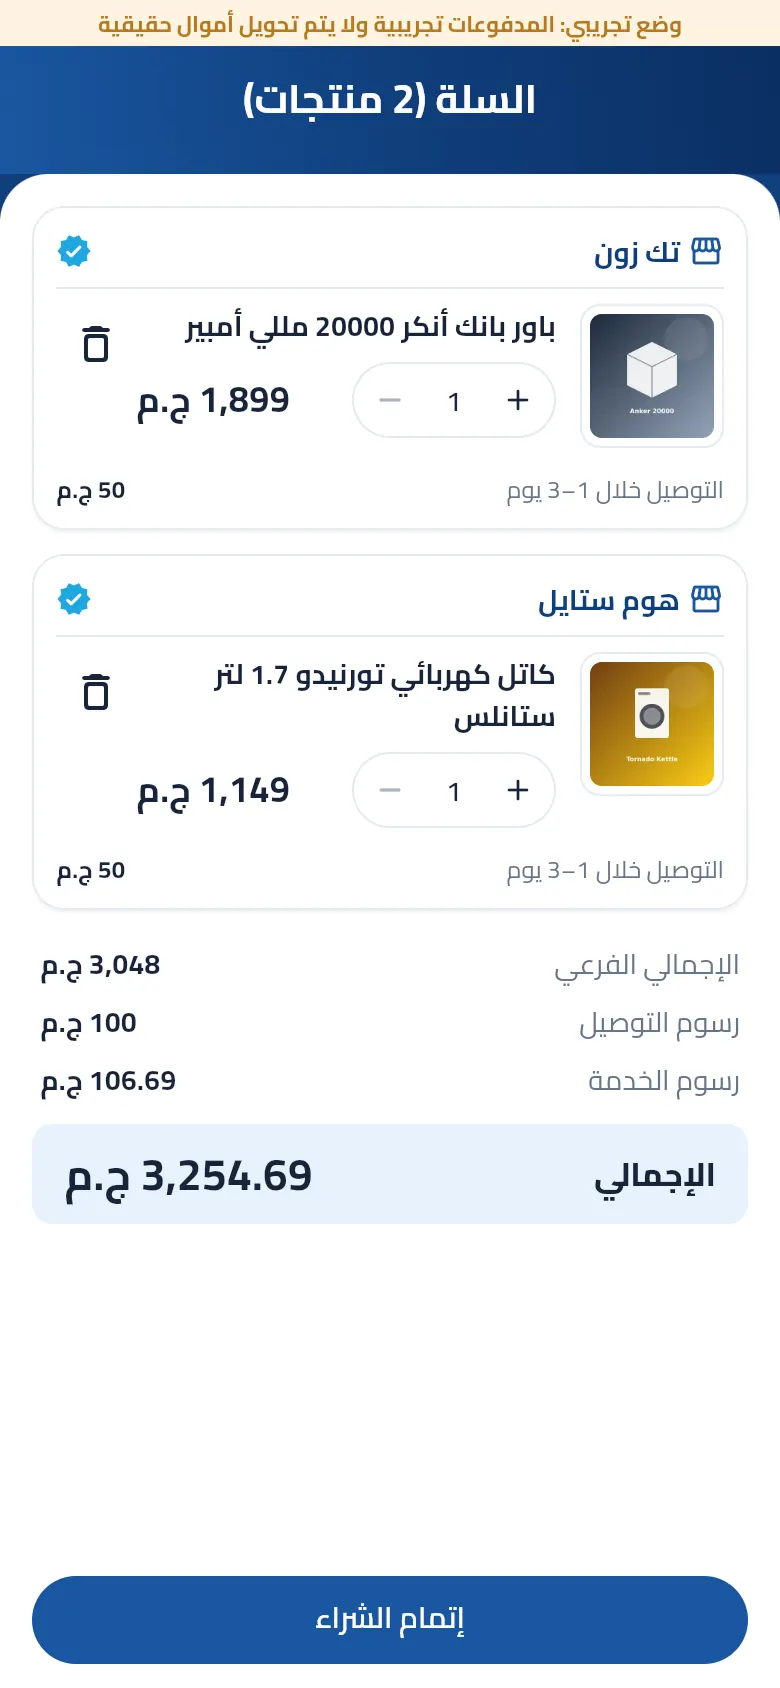 وضع تجريبي: المدفوعات تجريبية ولا يتم تحويل أموال حقيقية
السلة (2 منتجات)
تك زون
باور بانك أنكر 20000 مللي أمبير
Anker 20000
+ 1 −
1,899 ج.م
التوصيل خلال 1–3 يوم
50 ج.م
هوم ستايل
كاتل كهربائي تورنيدو 1.7 لتر
ستانلس
Tornado Kettle
+ 1 −
1,149 ج.م
التوصيل خلال 1–3 يوم
50 ج.م
الإجمالي الفرعي
3,048 ج.م
رسوم التوصيل
100 ج.م
رسوم الخدمة
106.69 ج.م
الإجمالي
3,254.69 ج.م
إتمام الشراء